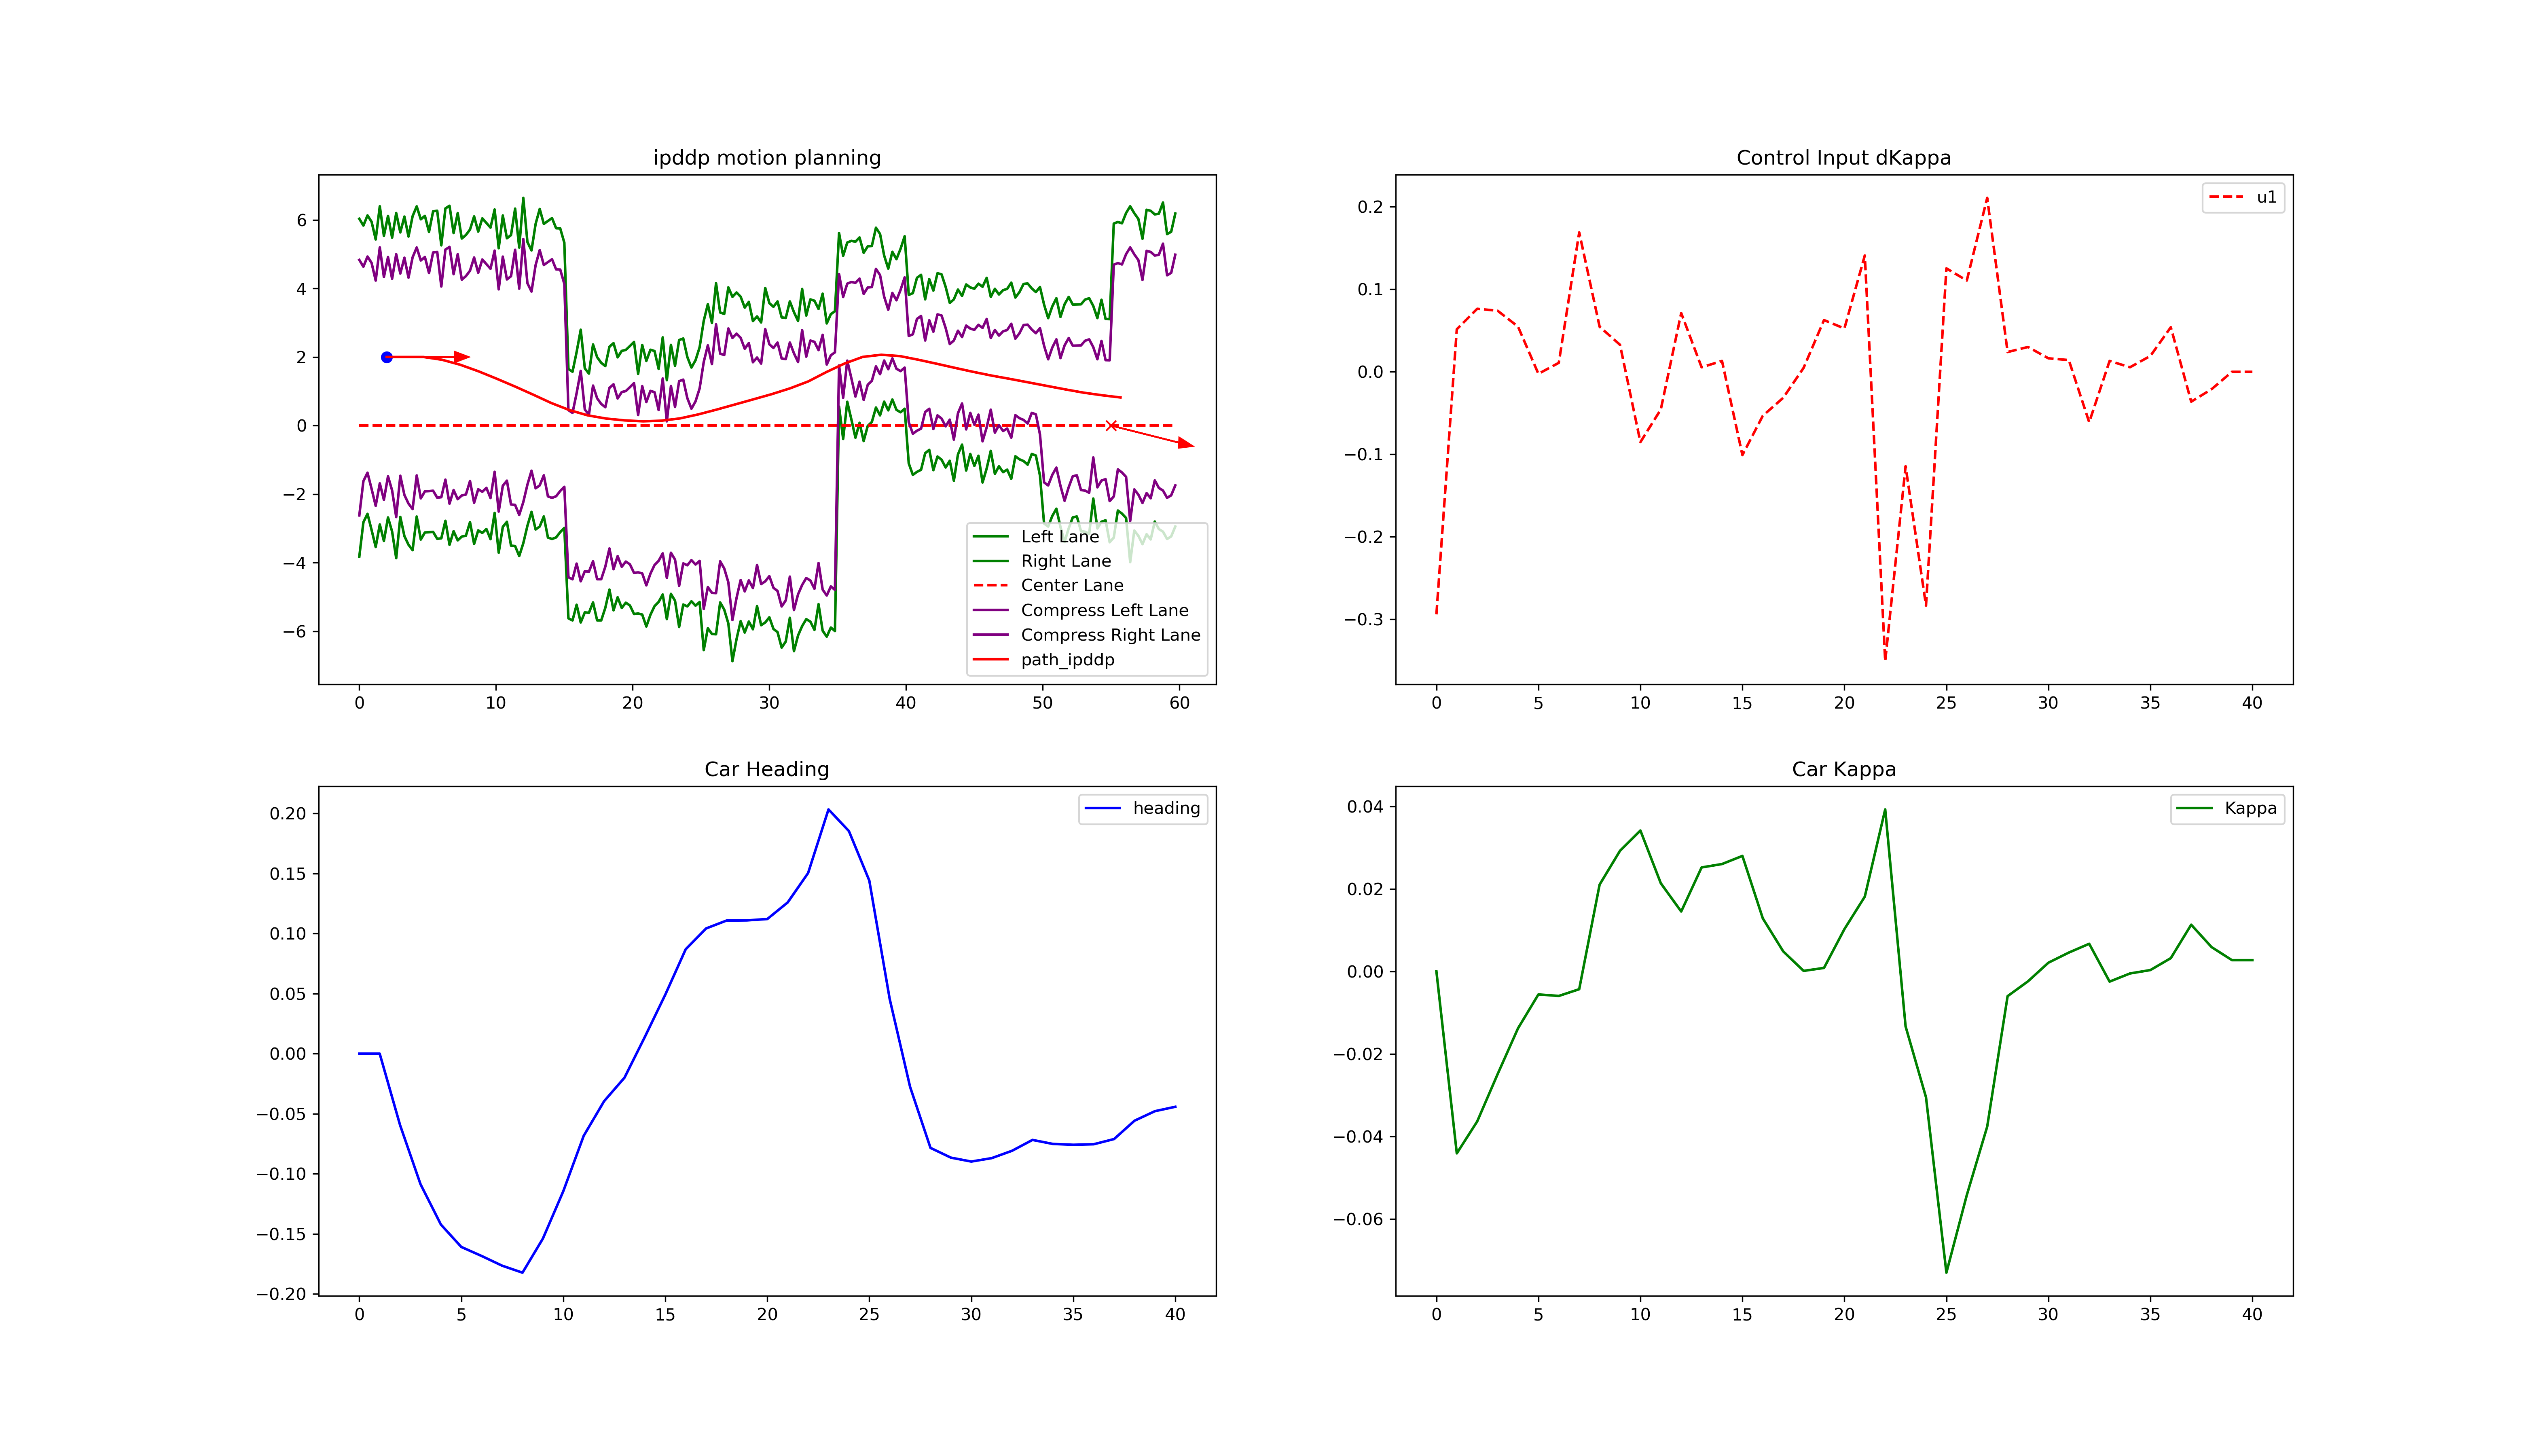 ipddp motion planning
6
4
2
0
−2
−4
−6
Left Lane
Right Lane
Center Lane
Compress Left Lane
Compress Right Lane
path_ipddp
0 10 20 30 40 50 60
Control Input dKappa
u1
0.2
0.1
0.0
−0.1
−0.2
−0.3
0 5 10 15 20 25 30 35 40
Car Heading
heading
0.20
0.15
0.10
0.05
0.00
−0.05
−0.10
−0.15
−0.20
0 5 10 15 20 25 30 35 40
Car Kappa
Kappa
0.04
0.02
0.00
−0.02
−0.04
−0.06
0 5 10 15 20 25 30 35 40